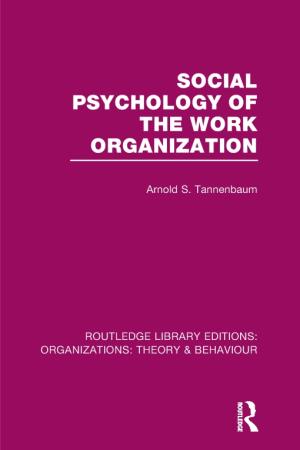 SOCIAL
PSYCHOLOGY OF
THE WORK
ORGANIZATION
Arnold S. Tannenbaum
ROUTLEDGE LIBRARY EDITIONS:
ORGANIZATIONS: THEORY & BEHAVIOUR
ROUTLEDGE